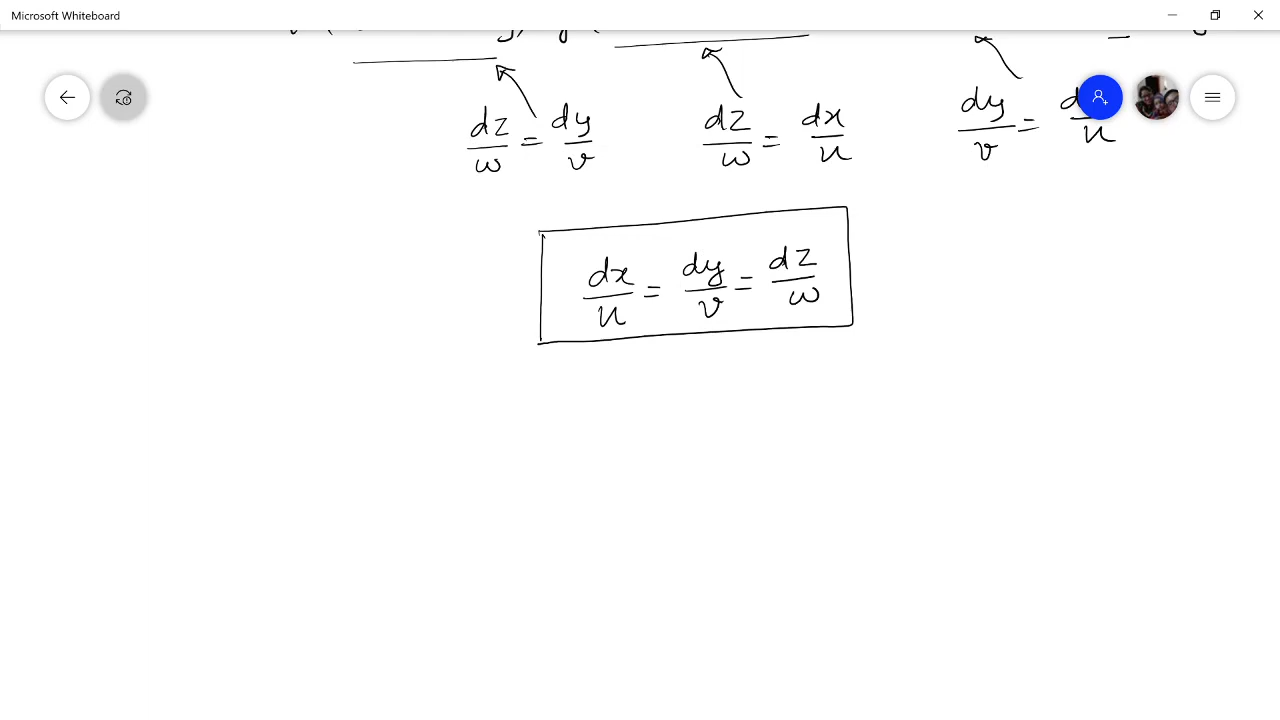 Microsoft Whiteboard
dz/w = dy/v dz/w = dx/u dy/v =
dx/u = dy/v = dz/w